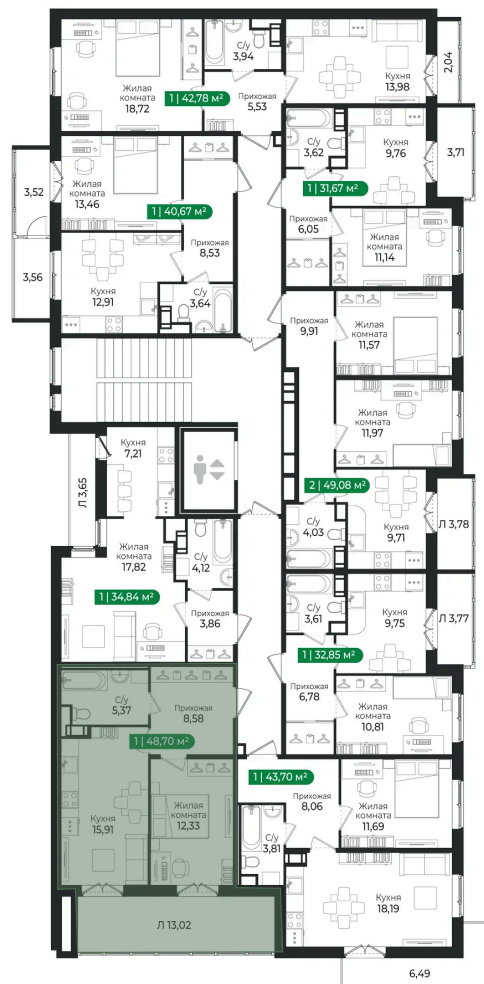 С/у
3,94
Жилая
комната
18,72
1 | 42,78 м²
Прихожая
5,53
Кухня
13,98
2,04
С/у
3,62
Кухня
9,76
3,71
3,52
Жилая
комната
13,46
1 | 40,67 м²
1 | 31,67 м²
6,05
Прихожая
8,53
Жилая
комната
11,14
3,56
Кухня
12,91
С/у
3,64
Прихожая
9,91
Жилая
комната
11,57
Жилая
комната
11,97
Кухня
7,21
Л 3,65
2 | 49,08 м²
Л 3,78
С/у
4,03
Кухня
9,71
17,82
С/у
4,12
1 | 34,84 м²
Прихожая
3,86
С/у
3,61
Кухня
9,75
Л 3,77
1 | 32,85 м²
Прихожая
6,78
С/у
5,37
Прихожая
8,58
Жилая
комната
10,81
1 | 48,70 м²
1 | 43,70 м²
Прихожая
8,06
Кухня
15,91
Жилая
комната
12,33
Жилая
комната
11,69
С/у
3,81
Кухня
18,19
Л 13,02
6,49